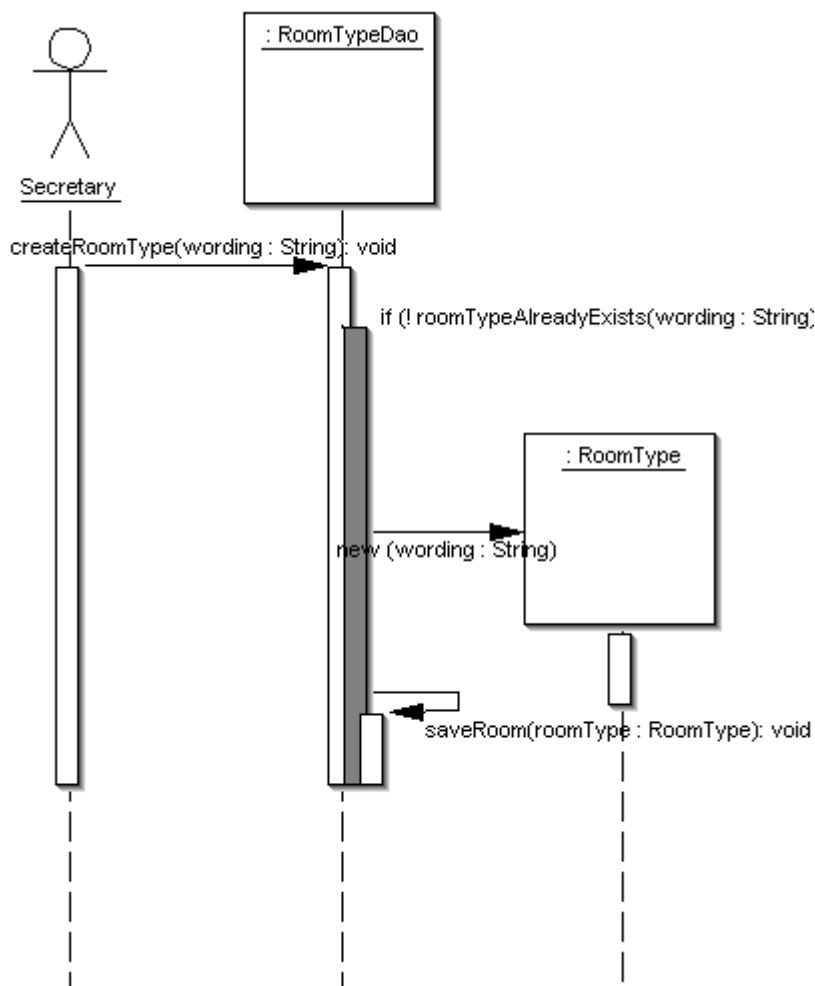 : RoomTypeDao
Secretary
createRoomType(wording : String): void
if (! roomTypeAlreadyExists(wording : String)
: RoomType
new (wording : String)
saveRoom(roomType : RoomType): void